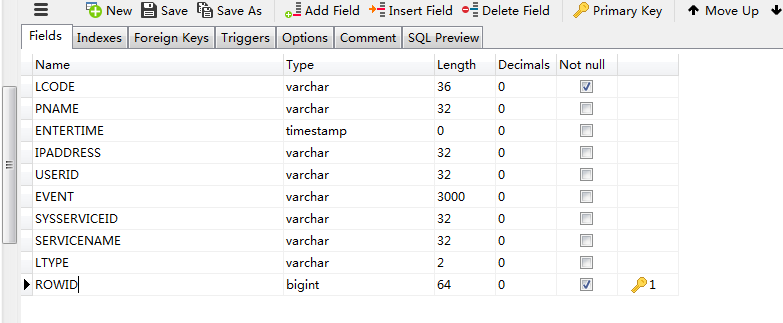 New Save Save As Add Field Insert Field Delete Field Primary Key Move Up
Fields Indexes Foreign Keys Triggers Options Comment SQL Preview
Name Type Length Decimals Not null
LCODE varchar 36 0
PNAME varchar 32 0
ENTERTIME timestamp 0 0
IPADDRESS varchar 32 0
USERID varchar 32 0
EVENT varchar 3000 0
SYSSERVICEID varchar 32 0
SERVICENAME varchar 32 0
LTYPE varchar 2 0
ROWID bigint 64 0 1